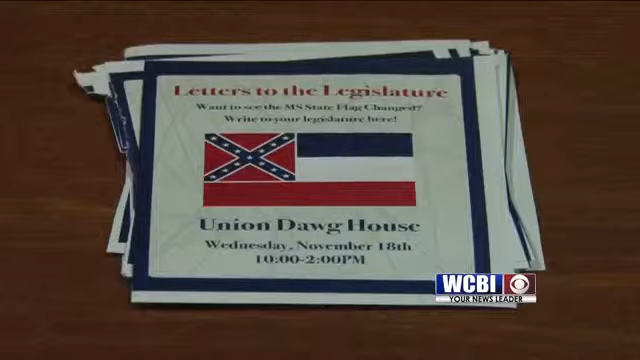 Letters to the Legislature
Want to see the MS State Flag Changed?
Write to your legislature here!
Union Dawg House
Wednesday, November 18th
10:00-2:00PM
WCBI
YOUR NEWS LEADER